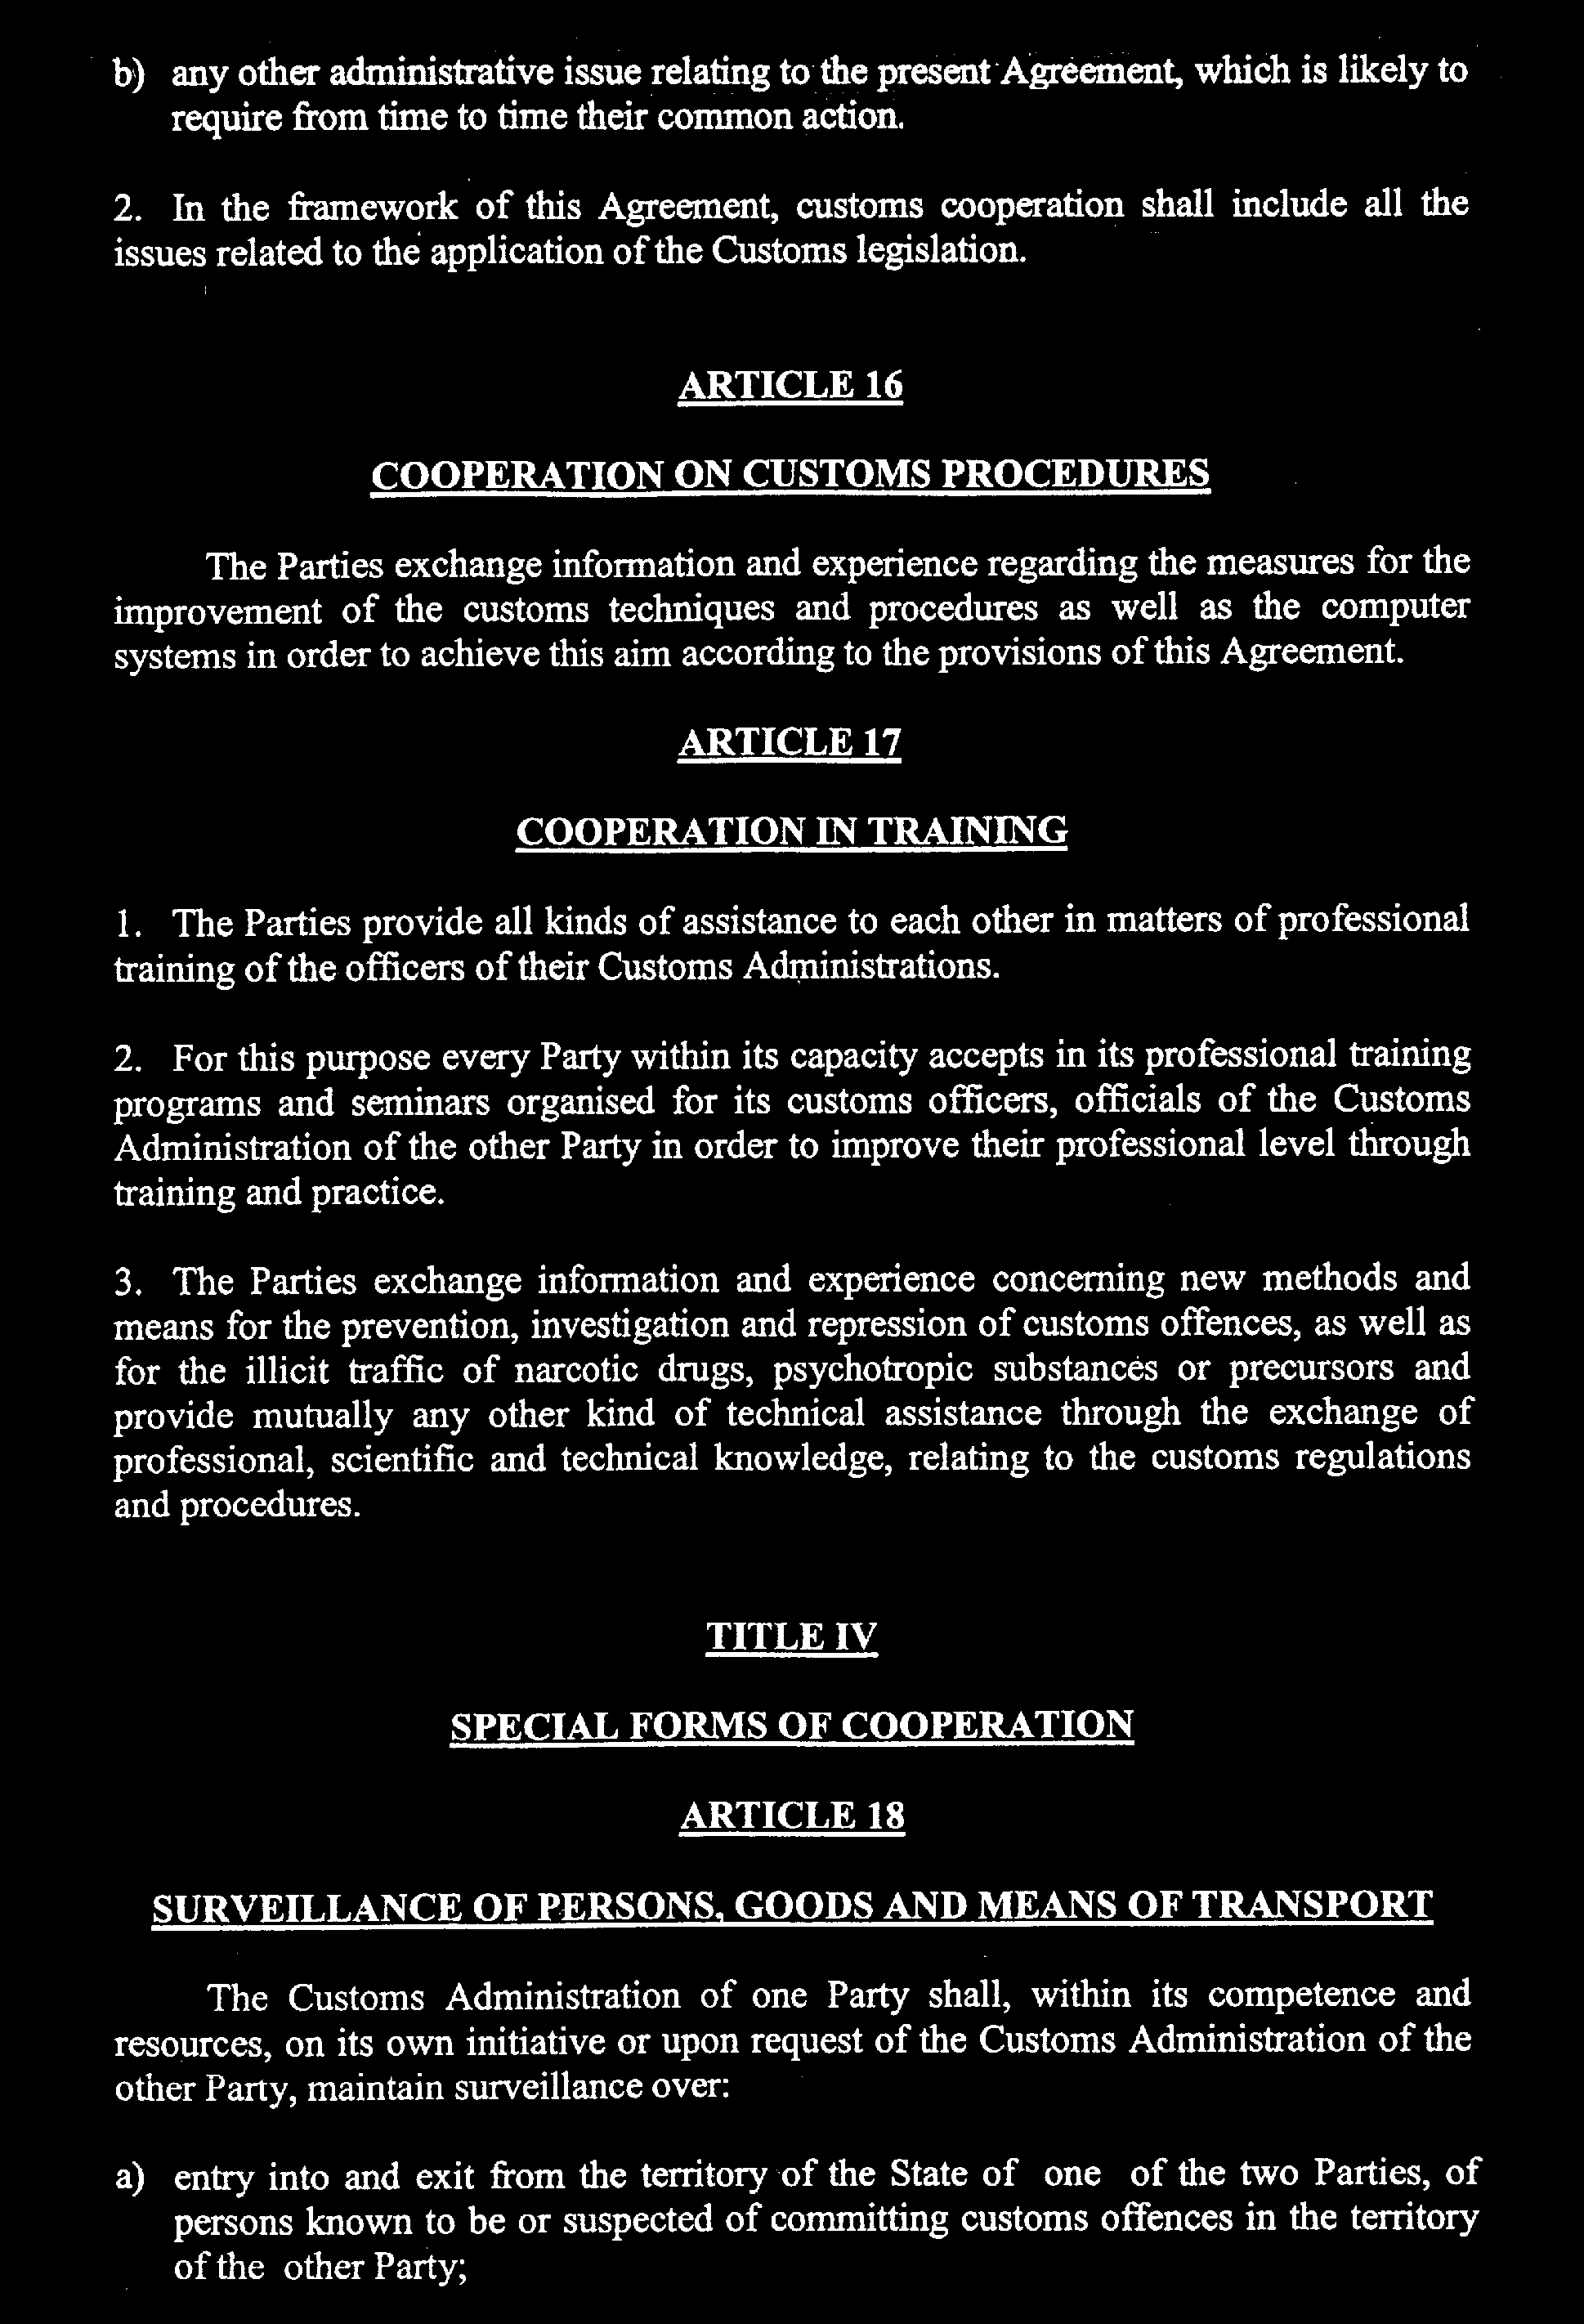 b) any other administrative issue relating to the present Agreement, which is likely to
require from time to time their common action.
2. In the framework of this Agreement, customs cooperation shall include all the
issues related to the application of the Customs legislation.
ARTICLE 16
COOPERATION ON CUSTOMS PROCEDURES
The Parties exchange information and experience regarding the measures for the
improvement of the customs techniques and procedures as well as the computer
systems in order to achieve this aim according to the provisions of this Agreement.
ARTICLE 17
COOPERATION IN TRAINING
1. The Parties provide all kinds of assistance to each other in matters of professional
training of the officers of their Customs Administrations.
2. For this purpose every Party within its capacity accepts in its professional training
programs and seminars organised for its customs officers, officials of the Customs
Administration of the other Party in order to improve their professional level through
training and practice.
3. The Parties exchange information and experience concerning new methods and
means for the prevention, investigation and repression of customs offences, as well as
for the illicit traffic of narcotic drugs, psychotropic substances or precursors and
provide mutually any other kind of technical assistance through the exchange of
professional, scientific and technical knowledge, relating to the customs regulations
and procedures.
TITLE IV
SPECIAL FORMS OF COOPERATION
ARTICLE 18
SURVEILLANCE OF PERSONS, GOODS AND MEANS OF TRANSPORT
The Customs Administration of one Party shall, within its competence and
resources, on its own initiative or upon request of the Customs Administration of the
other Party, maintain surveillance over:
a) entry into and exit from the territory of the State of one of the two Parties, of
persons known to be or suspected of committing customs offences in the territory
of the other Party;